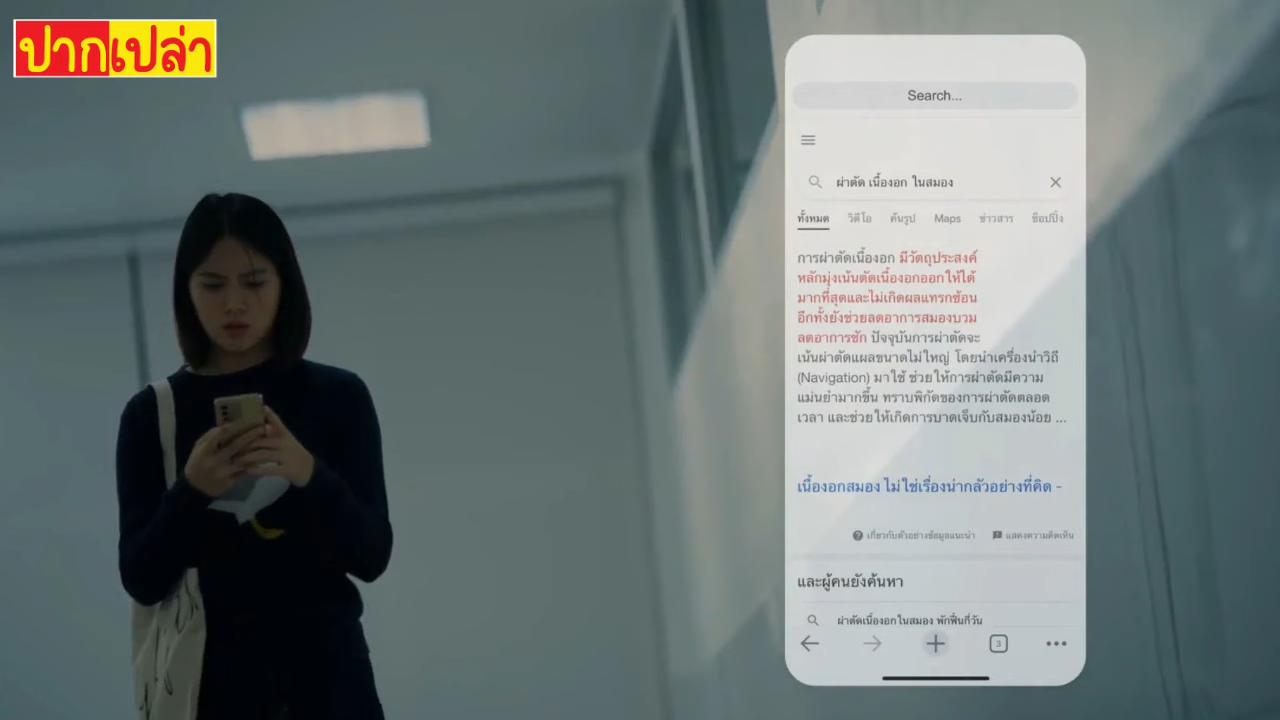 ปากเปล่า
Search...
ผ่าตัด เนื้องอก ในสมอง
ทั้งหมด วิดีโอ ค้นรูป Maps ข่าวสาร ช็อปปิ้ง
การผ่าตัดเนื้องอก มีวัตถุประสงค์
หลักมุ่งเน้นตัดเนื้องอกออกให้ได้
มากที่สุดและไม่เกิดผลแทรกซ้อน
อีกทั้งยังช่วยลดอาการสมองบวม
ลดอาการชัก ปัจจุบันการผ่าตัดจะ
เน้นผ่าตัดแผลขนาดไม่ใหญ่ โดยนำเครื่องนำวิถี
(Navigation) มาใช้ ช่วยให้การผ่าตัดมีความ
แม่นยำมากขึ้น ทราบพิกัดของการผ่าตัดตลอด
เวลา และช่วยให้เกิดการบาดเจ็บกับสมองน้อย ...
เนื้องอกสมอง ไม่ใช่เรื่องน่ากลัวอย่างที่คิด -
เกี่ยวกับตัวอย่างข้อมูลแนะนำ แสดงความคิดเห็น
และผู้คนยังค้นหา
ผ่าตัดเนื้องอกในสมอง พักฟื้นกี่วัน
3